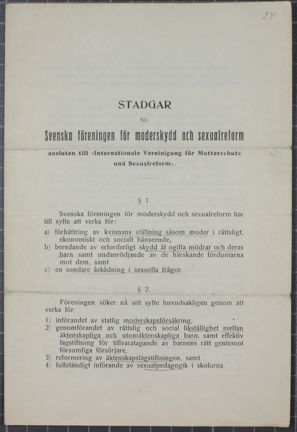 24
STADGAR
för
Svenska föreningen för moderskydd och sexualreform
ansluten till »Internationale Vereinigung für Mutterschutz
und Sexualreform».
§ 1.
Svenska föreningen för moderskydd och sexualreform har
till syfte att verka för:
a) förbättring av kvinnans ställning såsom moder i rättsligt,
ekonomiskt och socialt hänseende,
b) beredande av erforderligt skydd åt ogifta mödrar och deras
barn samt undanröjande av de härskande fördomarna
mot dem, samt
c) en sundare åskådning i sexuella frågor.
§ 2.
Föreningen söker nå sitt syfte huvudsakligen genom att
verka för
1) införandet av statlig moderskapsförsäkring,
2) genomförandet av rättslig och social likställighet mellan
äktenskapliga och utomäktenskapliga barn, samt effektiv
lagstiftning för tillvaratagande av barnens rätt gentemot
försumliga försörjare,
3) reformering av äktenskapslagstiftningen, samt
4) fullständigt införande av sexualpedagogik i skolorna.